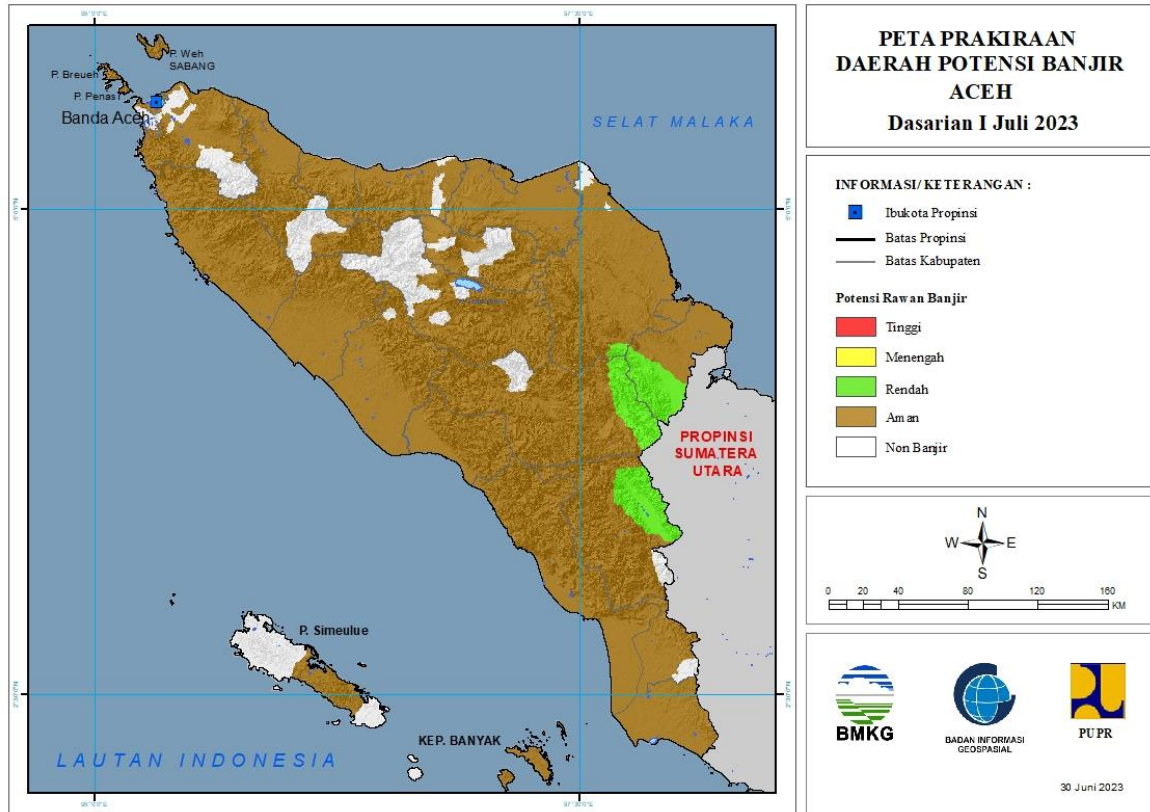 PETA PRAKIRAAN
DAERAH POTENSI BANJIR
ACEH
Dasarian I Juli 2023
INFORMASI/ KETERANGAN :
Ibukota Propinsi
Batas Propinsi
Batas Kabupaten
Potensi Rawan Banjir
Tinggi
Menengah
Rendah
Aman
Non Banjir
N
W E
S
0 20 40 80 120 160
KM
BMKG
BADAN INFORMASI
GEOSPASIAL
PUPR
30 Juni 2023
P. Weh
SABANG
P. Breueh
P. Penasi
Banda Aceh
SELAT MALAKA
PROPINSI
SUMATERA
UTARA
P. Simeulue
KEP. BANYAK
LAUTAN INDONESIA